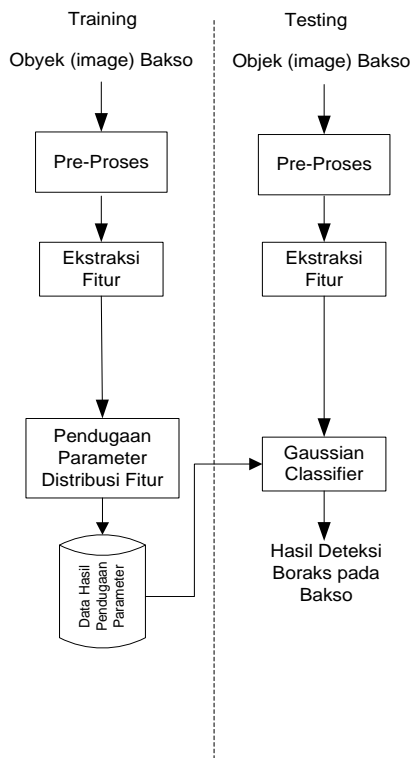 Training
Obyek (image) Bakso
Pre-Proses
Ekstraksi
Fitur
Pendugaan
Parameter
Distribusi Fitur
Data Hasil
Pendugaan
Parameter
Testing
Objek (image) Bakso
Pre-Proses
Ekstraksi
Fitur
Gaussian
Classifier
Hasil Deteksi
Boraks pada
Bakso